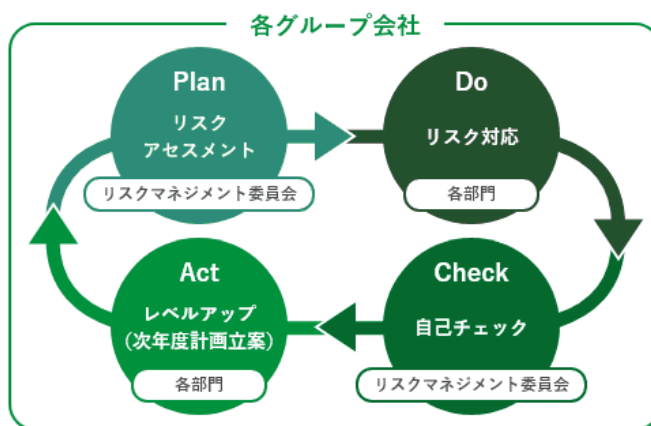 各グループ会社
Plan
リスク
アセスメント
リスクマネジメント委員会
Do
リスク対応
各部門
Act
レベルアップ
(次年度計画立案)
各部門
Check
自己チェック
リスクマネジメント委員会